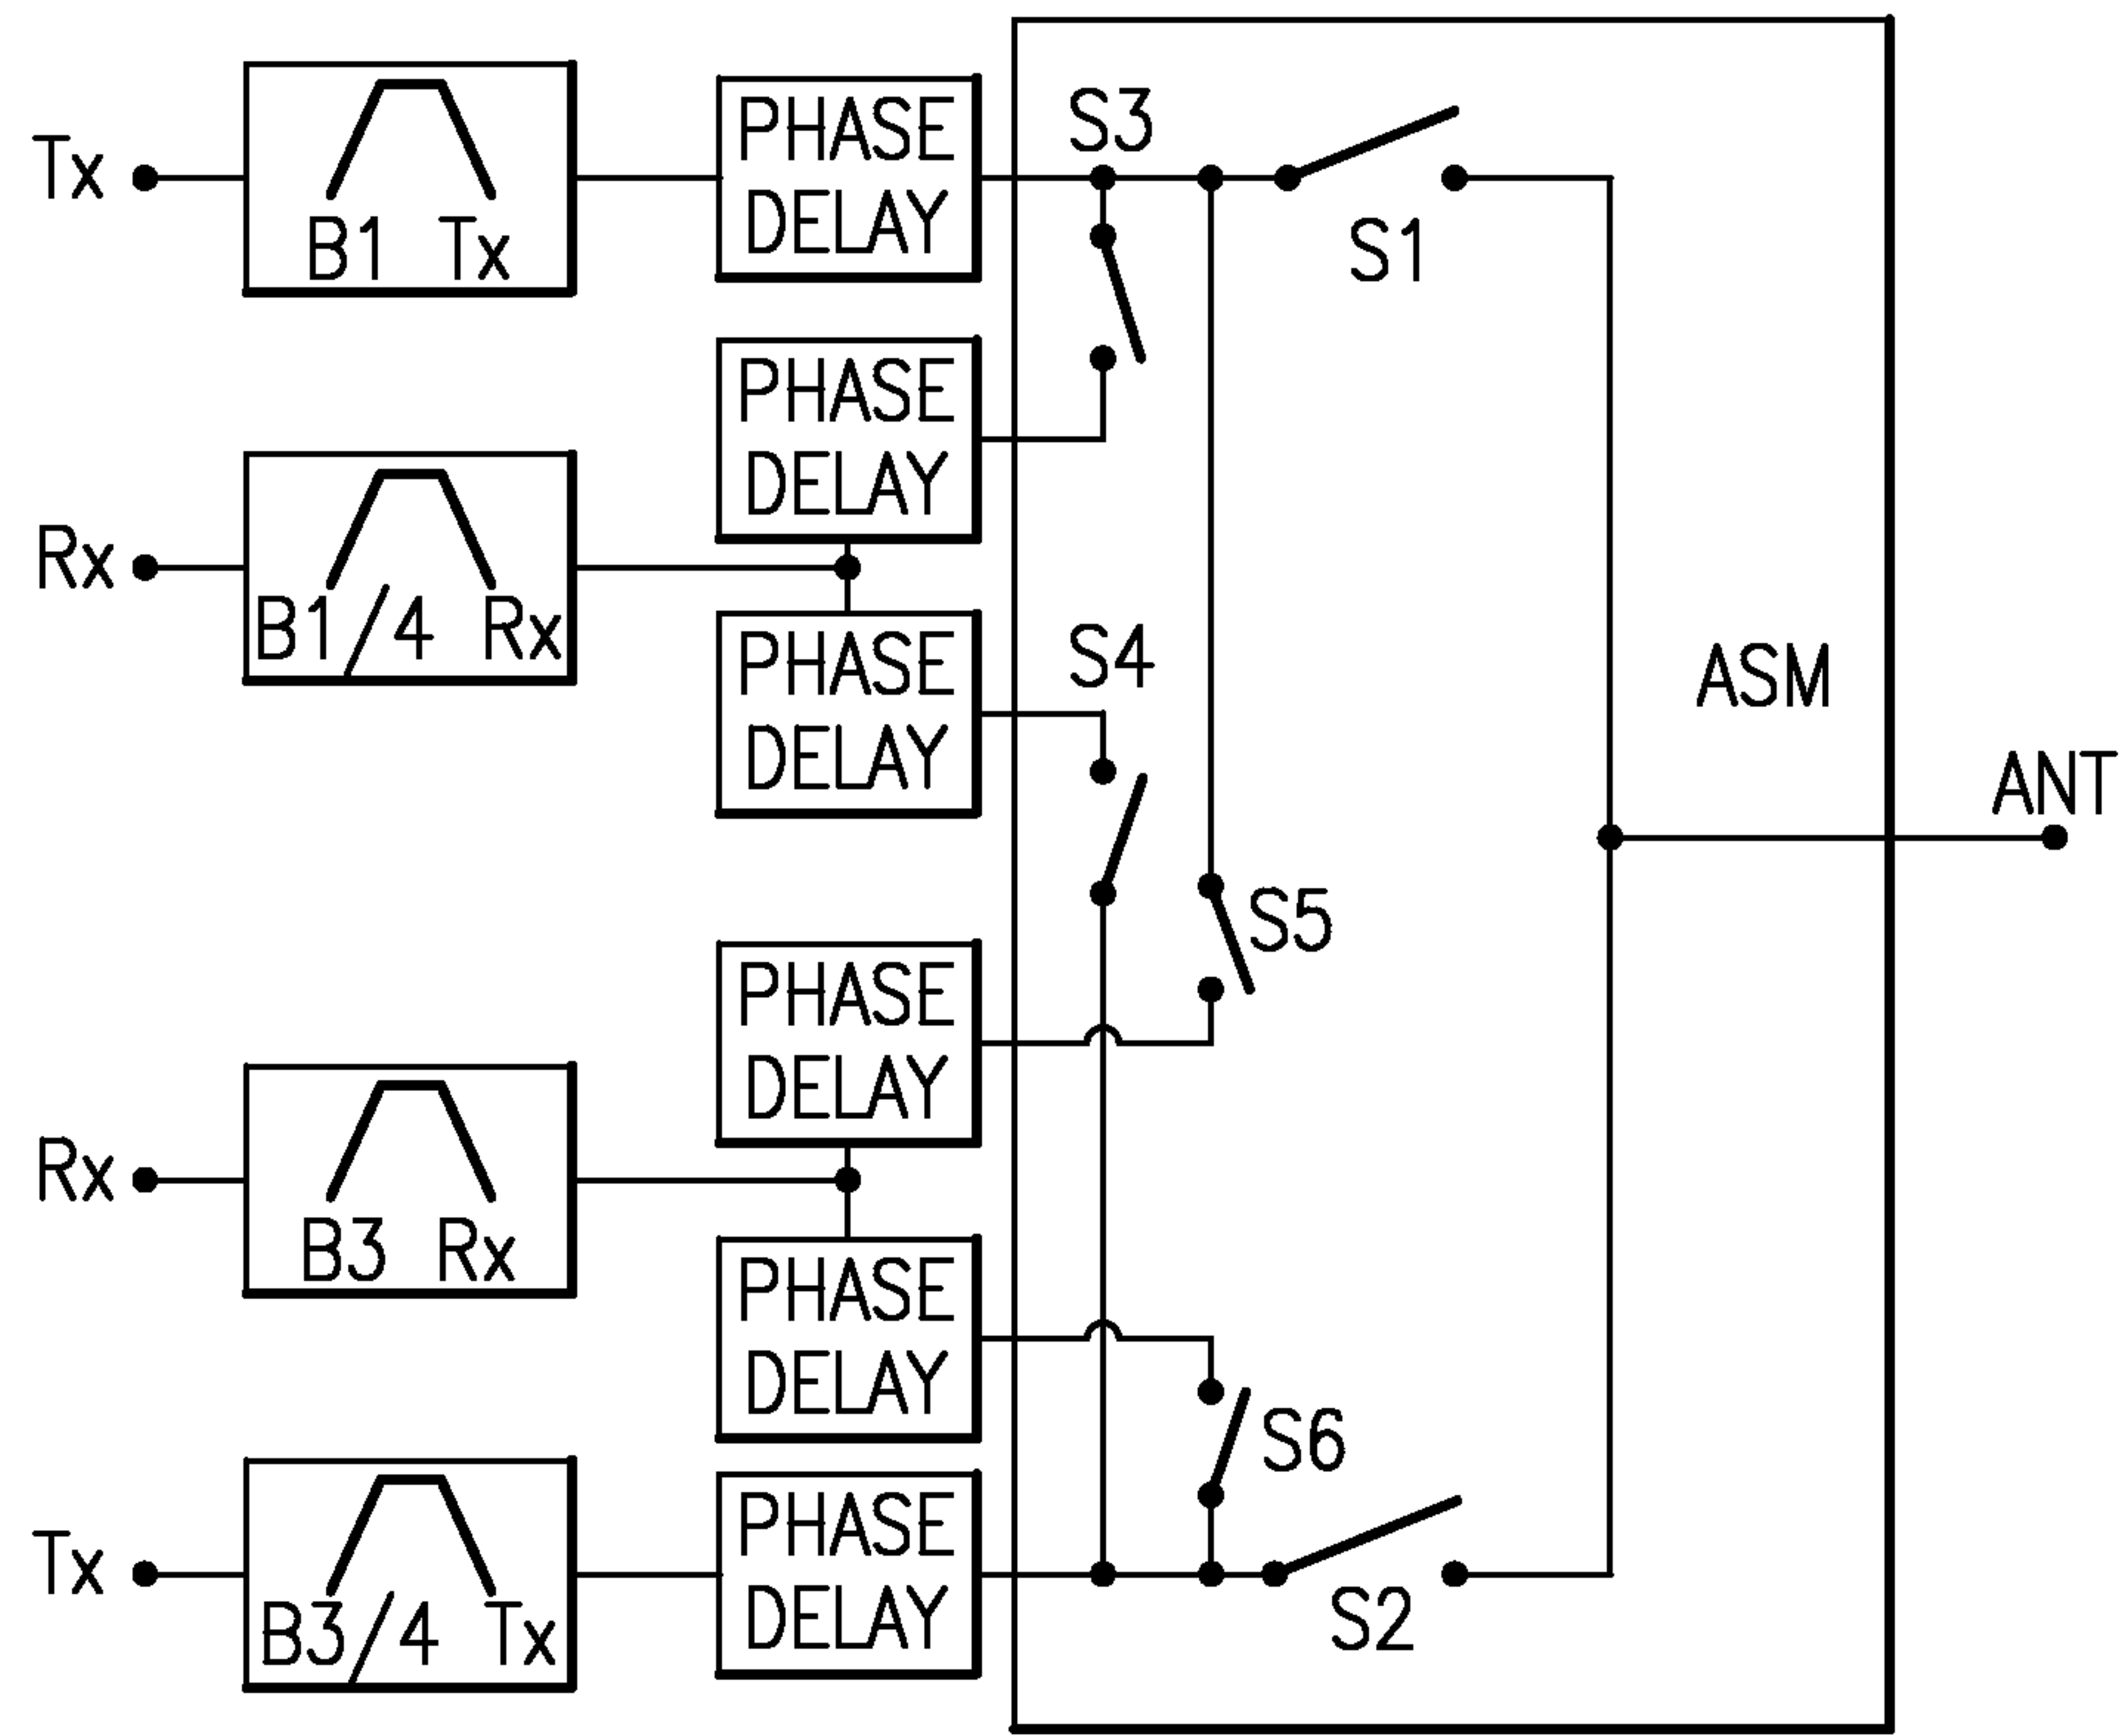 Tx
B1 Tx
PHASE
DELAY
S3
S1
PHASE
DELAY
Rx
B1/4 Rx
PHASE
DELAY
S4
ASM
ANT
S5
PHASE
DELAY
Rx
B3 Rx
PHASE
DELAY
S6
Tx
B3/4 Tx
PHASE
DELAY
S2